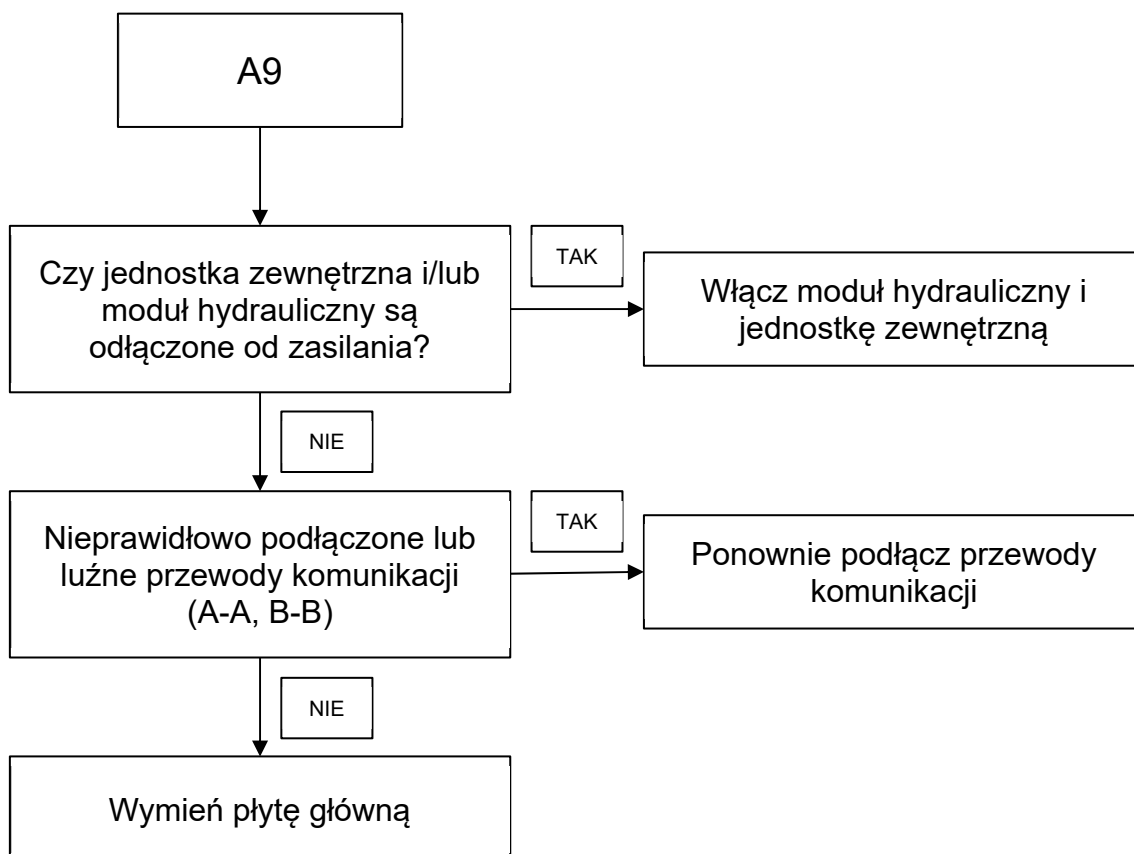 A9
Czy jednostka zewnętrzna i/lub
moduł hydrauliczny są
odłączone od zasilania?
TAK
Włącz moduł hydrauliczny i
jednostkę zewnętrzną
NIE
Nieprawidłowo podłączone lub
luźne przewody komunikacji
(A-A, B-B)
TAK
Ponownie podłącz przewody
komunikacji
NIE
Wymień płytę główną